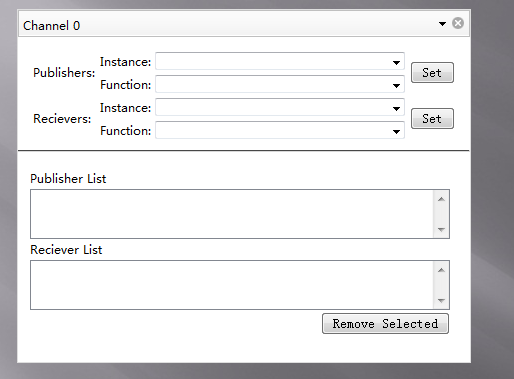 Channel 0
Publishers:
Instance:
Function:
Set
Recievers:
Instance:
Function:
Set
Publisher List
Reciever List
Remove Selected